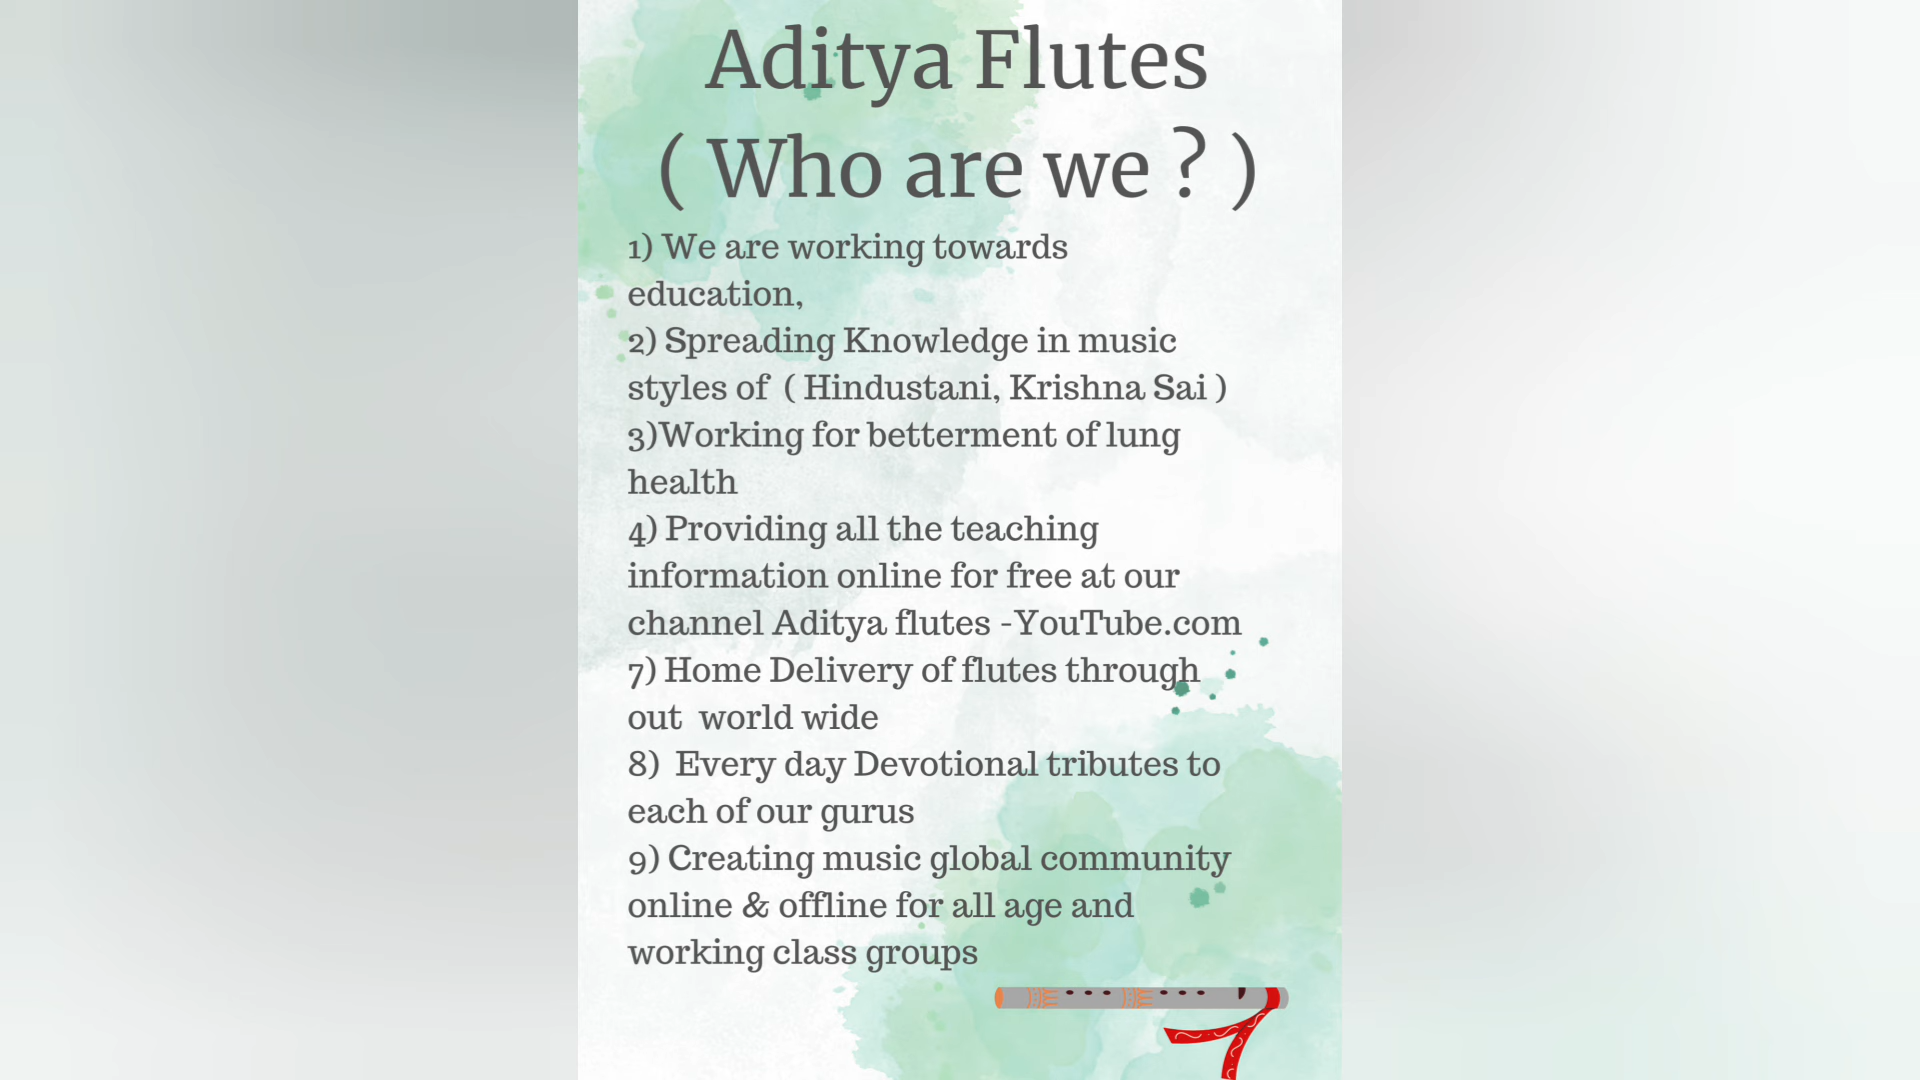 Aditya Flutes
( Who are we ? )
1) We are working towards
education,
2) Spreading Knowledge in music
styles of  ( Hindustani, Krishna Sai )
3)Working for betterment of lung
health
4) Providing all the teaching
information online for free at our
channel Aditya flutes -YouTube.com
7) Home Delivery of flutes through
out  world wide
8)  Every day Devotional tributes to
each of our gurus
9) Creating music global community
online & offline for all age and
working class groups